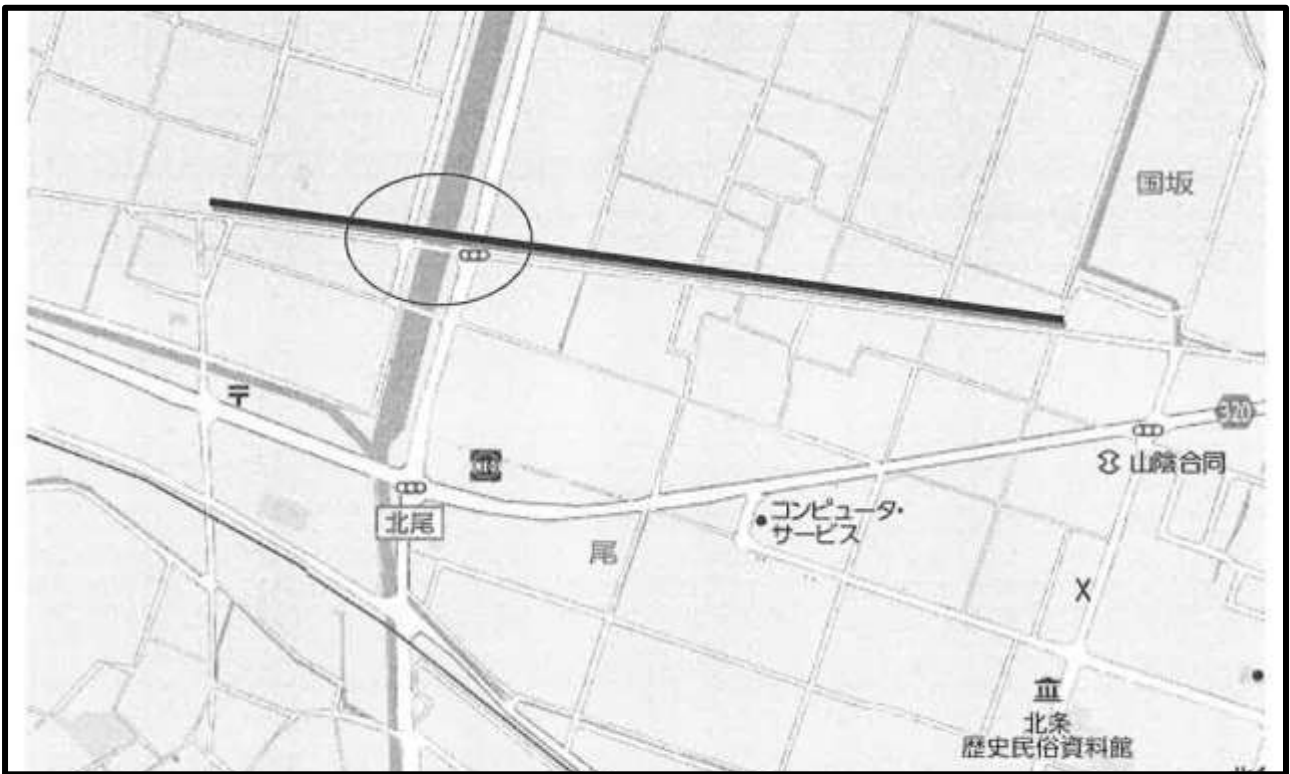 国坂
〒
320
山陰合同
北尾
コンピュータ・
サービス
尾
北条
歴史民俗資料館